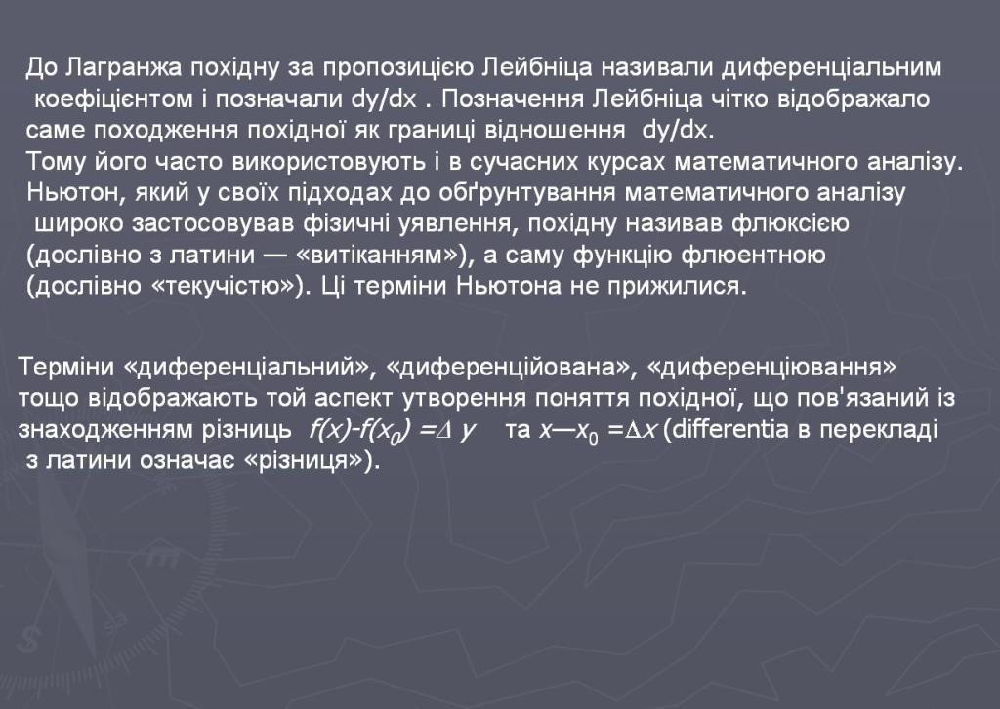 До Лагранжа похідну за пропозицією Лейбніца називали диференціальним
коефіцієнтом і позначали dy/dx . Позначення Лейбніца чітко відображало
саме походження похідної як границі відношення dy/dx.
Тому його часто використовують і в сучасних курсах математичного аналізу.
Ньютон, який у своїх підходах до обґрунтування математичного аналізу
широко застосовував фізичні уявлення, похідну називав флюксією
(дослівно з латини — «витіканням»), а саму функцію флюентною
(дослівно «текучістю»). Ці терміни Ньютона не прижилися.
Терміни «диференціальний», «диференційована», «диференціювання»
тощо відображають той аспект утворення поняття похідної, що пов'язаний із
знаходженням різниць f(x)-f(x₀) =∆ y та x—x₀ =∆x (differentia в перекладі
з латини означає «різниця»).
m
SE
S